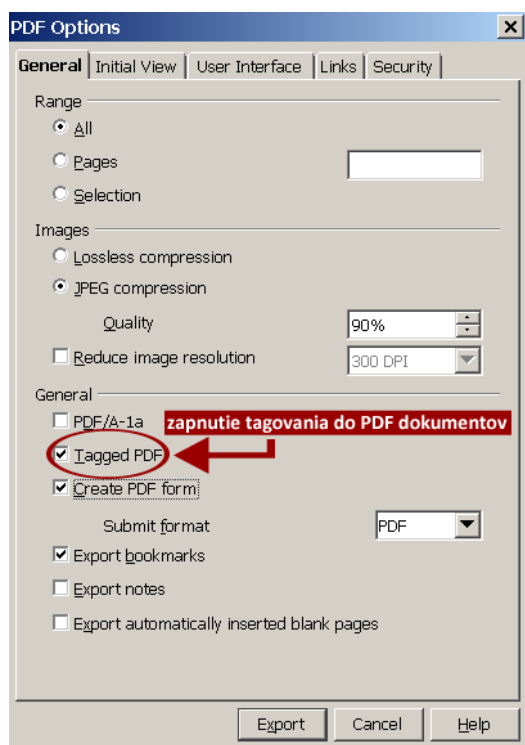 PDF Options
General Initial View User Interface Links Security
Range
All
Pages
Selection
Images
Lossless compression
JPEG compression
Quality 90%
Reduce image resolution 300 DPI
General
PDF/A-1a zapnutie tagovania do PDF dokumentov
Tagged PDF
Create PDF form
Submit format PDF
Export bookmarks
Export notes
Export automatically inserted blank pages
Export Cancel Help